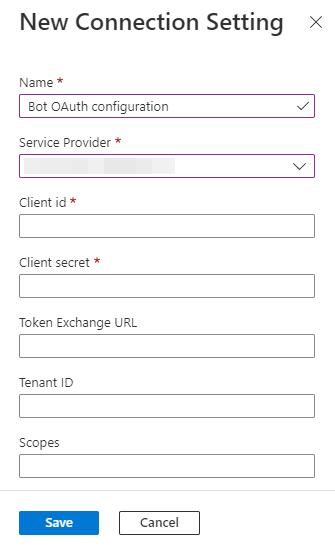 New Connection Setting
Name *
Bot OAuth configuration
Service Provider *
Client id *
Client secret *
Token Exchange URL
Tenant ID
Scopes
Save Cancel